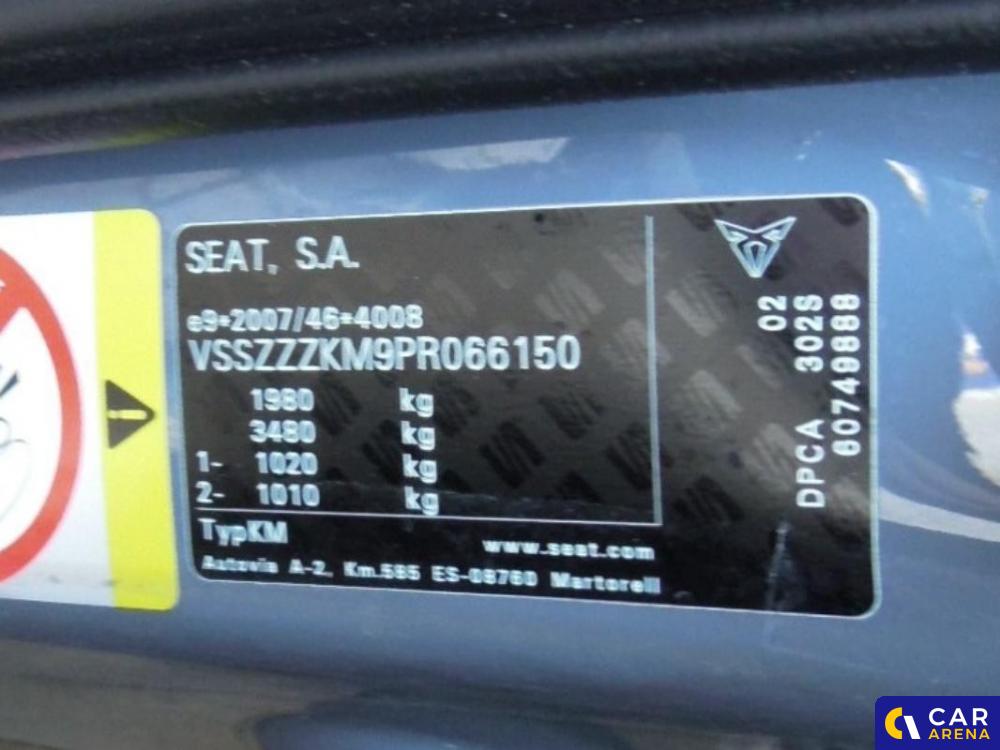 SEAT, S.A.
e9*2007/46*4008
VSSZZZKM9PR066150
1980 kg
3480 kg
1- 1020 kg
2- 1010 kg
TypKM
www.seat.com
Autovia A-2, Km.585 ES-08760 Martorell
02
DPCA 302S
60749888
CAR
ARENA